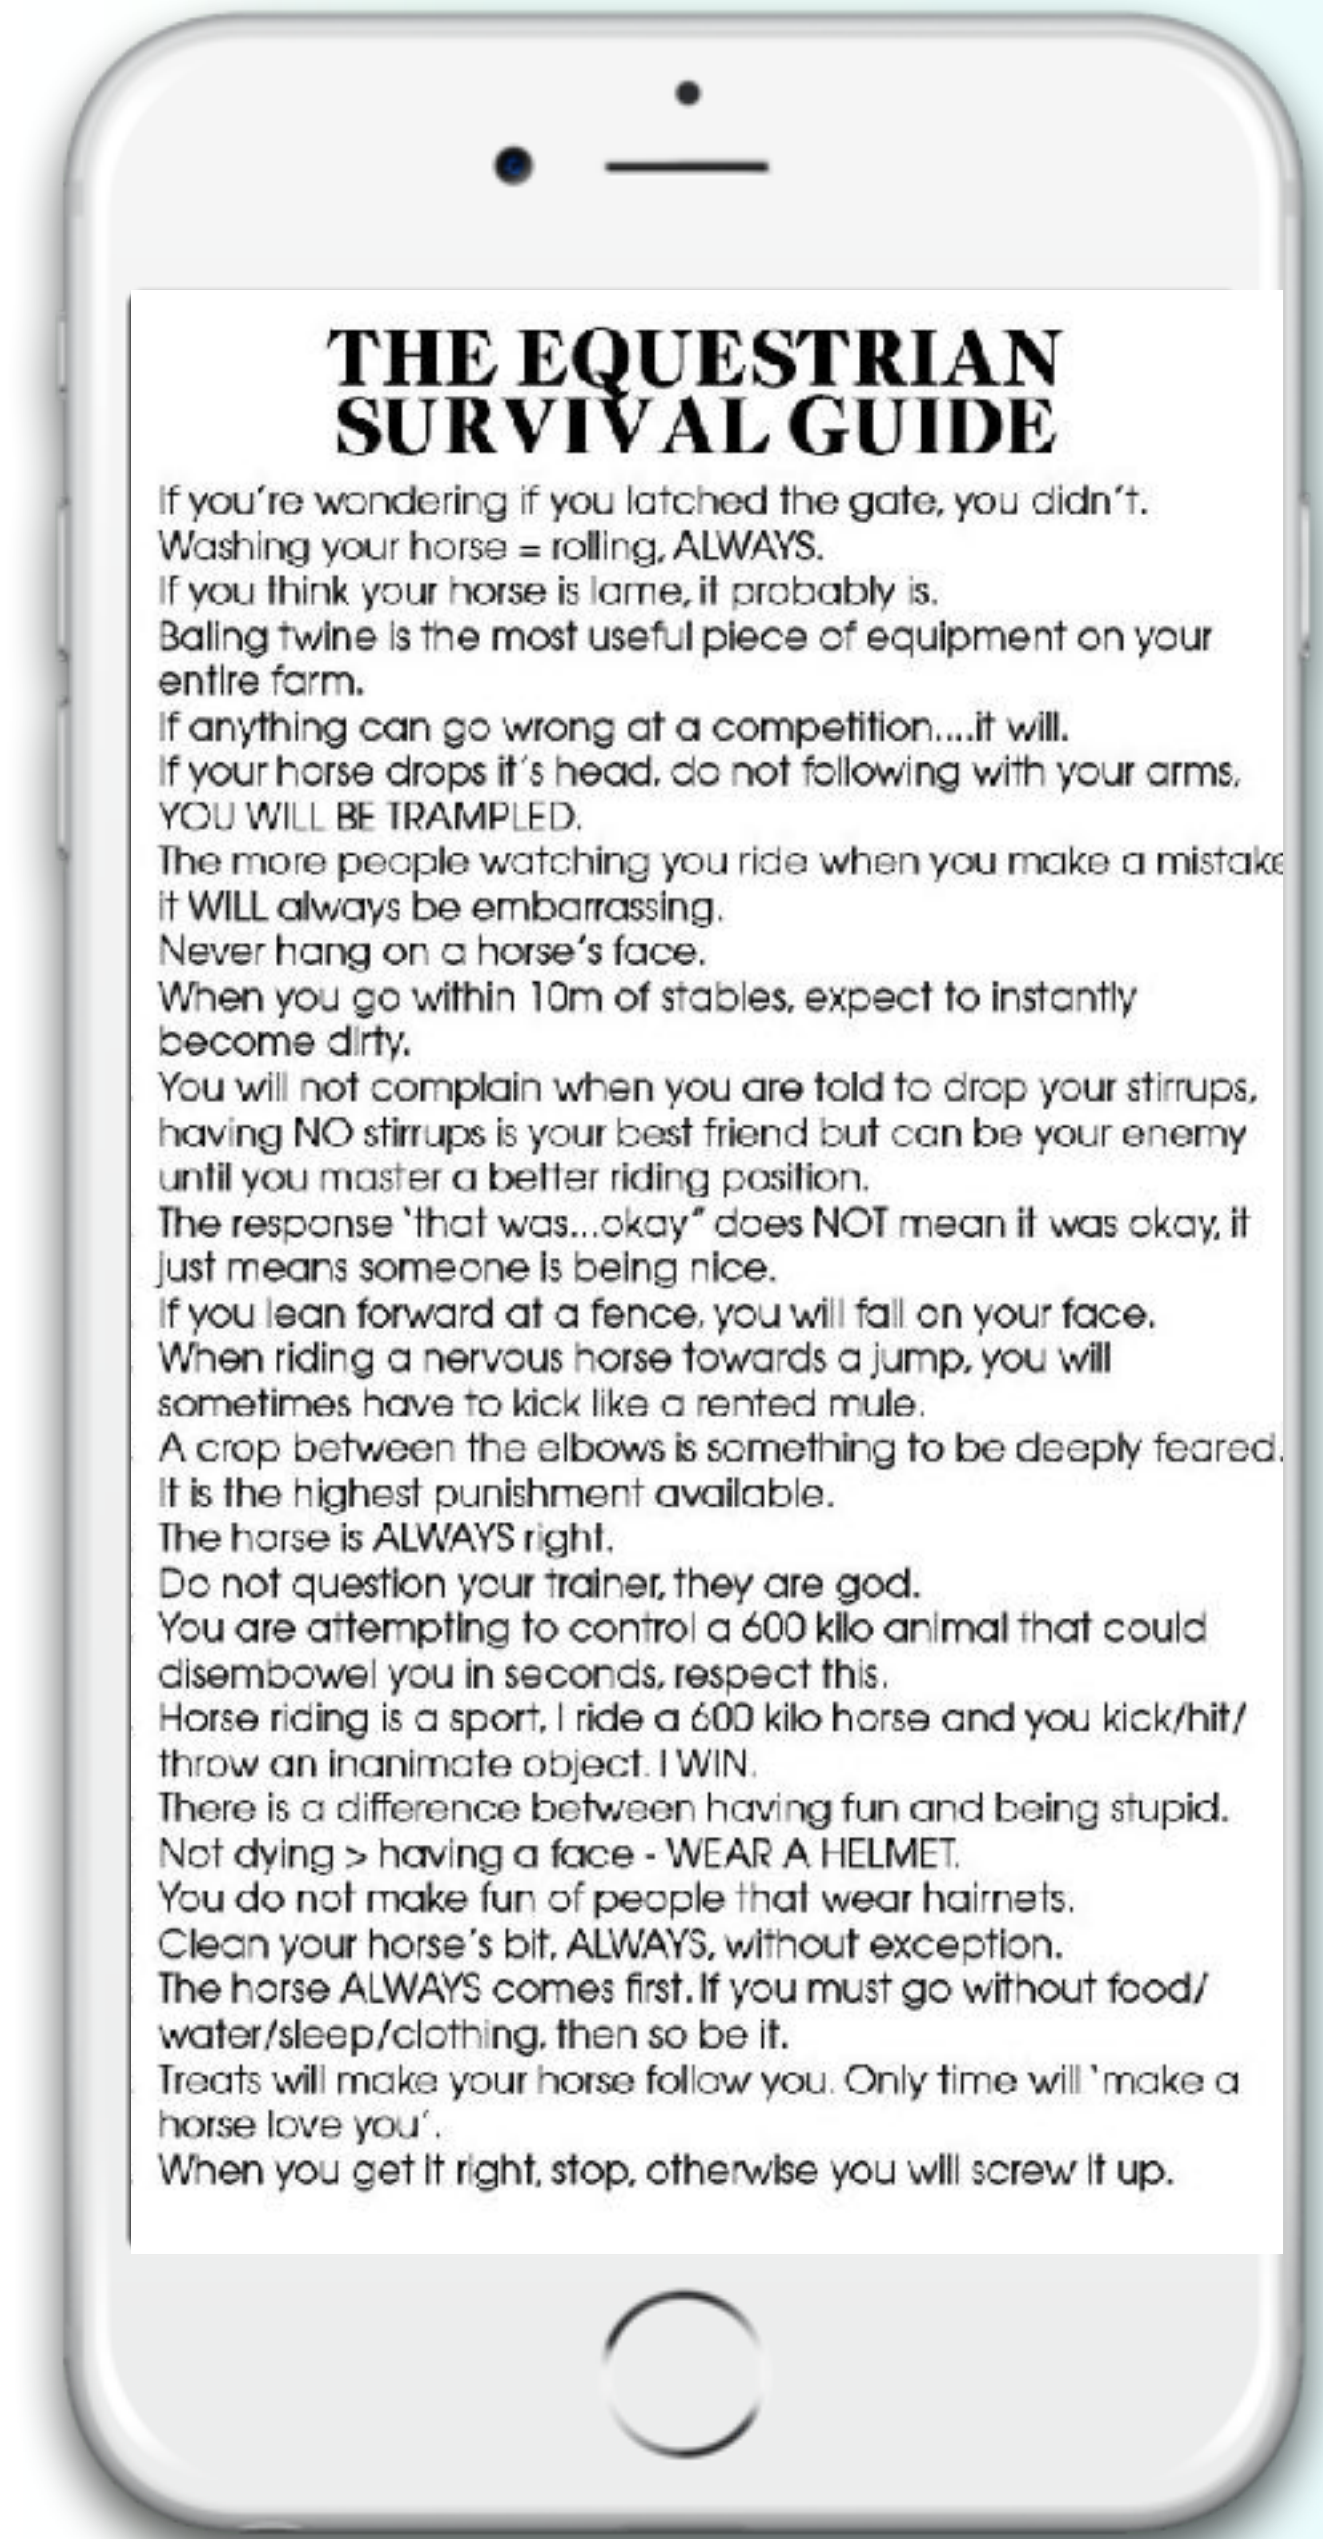 THE EQUESTRIAN
SURVIVAL GUIDE
If you're wondering if you latched the gate, you didn't.
Washing your horse = rolling, ALWAYS.
If you think your horse is lame, it probably is.
Baling twine is the most useful piece of equipment on your
entire farm.
If anything can go wrong at a competition....it will.
If your horse drops it's head, do not following with your arms,
YOU WILL BE TRAMPLED.
The more people watching you ride when you make a mistake
it WILL always be embarrassing.
Never hang on a horse's face.
When you go within 10m of stables, expect to instantly
become dirty.
You will not complain when you are told to drop your stirrups,
having NO stirrups is your best friend but can be your enemy
until you master a better riding position.
The response 'that was...okay" does NOT mean it was okay, it
just means someone is being nice.
If you lean forward at a fence, you will fall on your face.
When riding a nervous horse towards a jump, you will
sometimes have to kick like a rented mule.
A crop between the elbows is something to be deeply feared.
It is the highest punishment available.
The horse is ALWAYS right.
Do not question your trainer, they are god.
You are attempting to control a 600 kilo animal that could
disembowel you in seconds, respect this.
Horse riding is a sport, I ride a 600 kilo horse and you kick/hit/
throw an inanimate object. I WIN.
There is a difference between having fun and being stupid.
Not dying > having a face - WEAR A HELMET.
You do not make fun of people that wear hairnets.
Clean your horse's bit, ALWAYS, without exception.
The horse ALWAYS comes first. If you must go without food/
water/sleep/clothing, then so be it.
Treats will make your horse follow you. Only time will 'make a
horse love you'.
When you get it right, stop, otherwise you will screw it up.